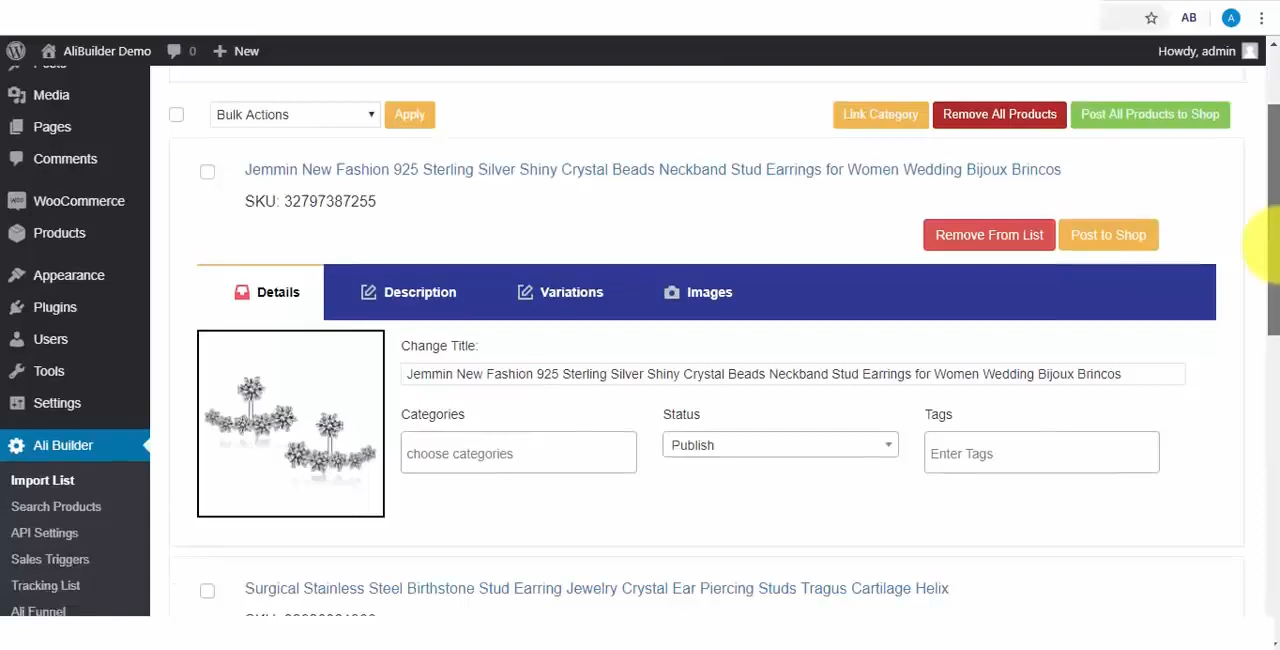 AB A
AliBuilder Demo 0 New Howdy, admin
Posts
Media
Pages
Comments
WooCommerce
Products
Appearance
Plugins
Users
Tools
Settings
Ali Builder
Import List
Search Products
API Settings
Sales Triggers
Tracking List
Ali Funnel
Bulk Actions Apply Link Category Remove All Products Post All Products to Shop
Jemmin New Fashion 925 Sterling Silver Shiny Crystal Beads Neckband Stud Earrings for Women Wedding Bijoux Brincos
SKU: 32797387255
Remove From List Post to Shop
Details Description Variations Images
Change Title:
Jemmin New Fashion 925 Sterling Silver Shiny Crystal Beads Neckband Stud Earrings for Women Wedding Bijoux Brincos
Categories Status Tags
choose categories Publish Enter Tags
Surgical Stainless Steel Birthstone Stud Earring Jewelry Crystal Ear Piercing Studs Tragus Cartilage Helix